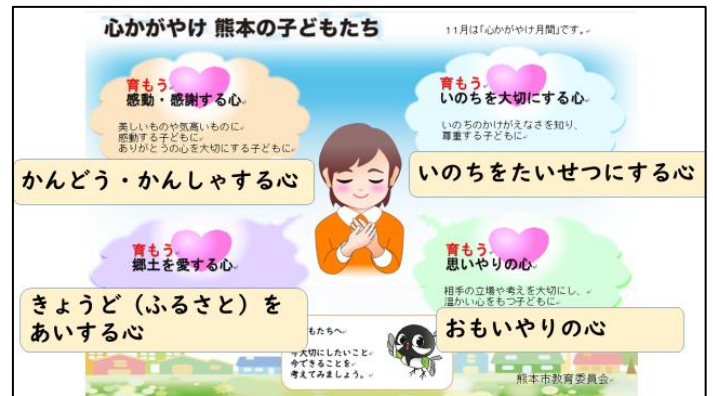 心かがやけ 熊本の子どもたち
11月は「心かがやけ月間」です。
育もう
感動・感謝する心
美しいものや気高いものに
感動する子どもに
ありがとうの心を大切にする子どもに
かんどう・かんしゃする心
育もう
いのちを大切にする心
いのちのかけがえなさを知り、
尊重する子どもに
いのちをたいせつにする心
育もう
郷土を愛する心
きょうど（ふるさと）を
あいする心
育もう
思いやりの心
相手の立場や考えを大切にし、
温かい心をもつ子どもに
おもいやりの心
もたちへ
今大切にしたいこと
今できることを
考えてみましょう。
熊本市教育委員会